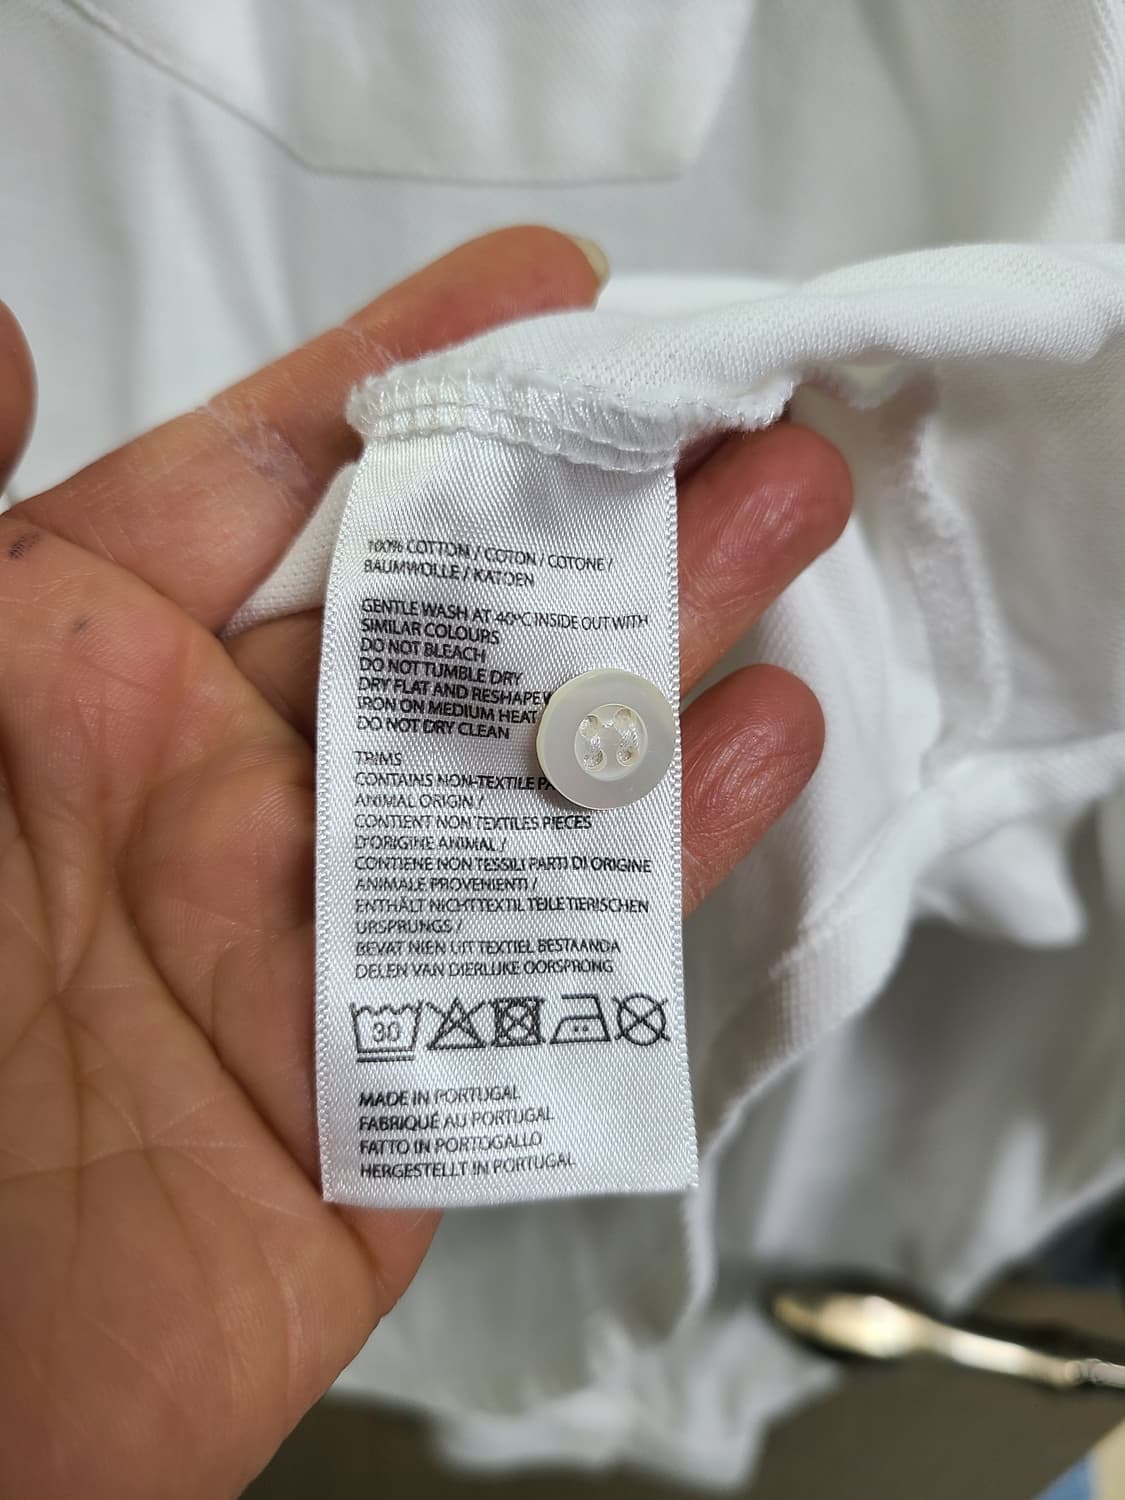 100% COTTON / COTON / COTONE /
BAUMWOLLE / KATOEN
GENTLE WASH AT 40°C INSIDE OUT WITH
SIMILAR COLOURS
DO NOT BLEACH
DO NOT TUMBLE DRY
DRY FLAT AND RESHAPE
IRON ON MEDIUM HEAT
DO NOT DRY CLEAN
TRIMS
CONTAINS NON-TEXTILE
ANIMAL ORIGIN /
CONTIENT NON TEXTILES PIECES
D'ORIGINE ANIMAL /
CONTIENE NON TESSILI PARTI DI ORIGINE
ANIMALE PROVENIENTI /
ENTHÄLT NICHTTEXTIL TEILE TIERISCHEN
URSPRUNGS /
BEVAT NIEN UIT TEXTIEL BESTAANDA
DELEN VAN DIERLIJKE OORSPRONG
30
MADE IN PORTUGAL
FABRIQUÉ AU PORTUGAL
FATTO IN PORTOGALLO
HERGESTELLT IN PORTUGAL